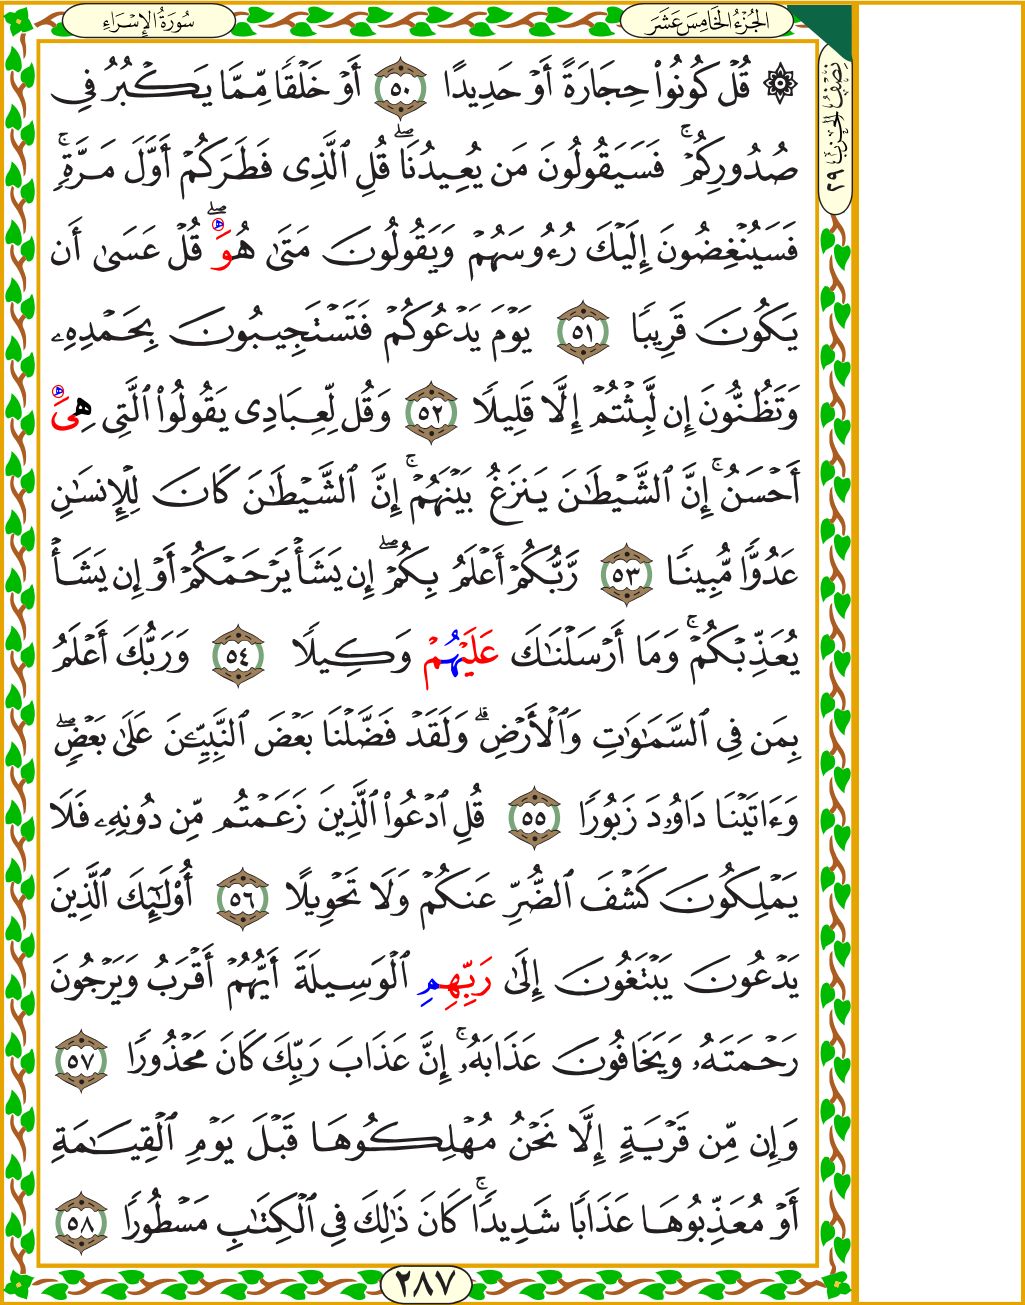 سُورَةُ الإِسْرَاءِ
الجُزْءُ الخَامِسَ عَشَرَ
نِصْفُ الحِزْبِ ٢٩
۞ قُلْ كُونُوا۟ حِجَارَةً أَوْ حَدِيدًا ٥٠ أَوْ خَلْقًا مِّمَّا يَكْبُرُ فِى
صُدُورِكُمْ ۚ فَسَيَقُولُونَ مَن يُعِيدُنَا ۖ قُلِ ٱلَّذِى فَطَرَكُمْ أَوَّلَ مَرَّةٍ ۚ
فَسَيُنْغِضُونَ إِلَيْكَ رُءُوسَهُمْ وَيَقُولُونَ مَتَىٰ هُوَ ۖ قُلْ عَسَىٰ أَن
يَكُونَ قَرِيبًا ٥١ يَوْمَ يَدْعُوكُمْ فَتَسْتَجِيبُونَ بِحَمْدِهِۦ
وَتَظُنُّونَ إِن لَّبِثْتُمْ إِلَّا قَلِيلًا ٥٢ وَقُل لِّعِبَادِى يَقُولُوا۟ ٱلَّتِى هِىَ
أَحْسَنُ ۚ إِنَّ ٱلشَّيْطَـٰنَ يَنزَغُ بَيْنَهُمْ ۚ إِنَّ ٱلشَّيْطَـٰنَ كَانَ لِلْإِنسَـٰنِ
عَدُوًّا مُّبِينًا ٥٣ رَّبُّكُمْ أَعْلَمُ بِكُمْ ۖ إِن يَشَأْ يَرْحَمْكُمْ أَوْ إِن يَشَأْ
يُعَذِّبْكُمْ ۚ وَمَا أَرْسَلْنَـٰكَ عَلَيْهُمْ وَكِيلًا ٥٤ وَرَبُّكَ أَعْلَمُ
بِمَن فِى ٱلسَّمَـٰوَٰتِ وَٱلْأَرْضِ ۗ وَلَقَدْ فَضَّلْنَا بَعْضَ ٱلنَّبِيِّـۧنَ عَلَىٰ بَعْضٍ ۖ
وَءَاتَيْنَا دَاوُۥدَ زَبُورًا ٥٥ قُلِ ٱدْعُوا۟ ٱلَّذِينَ زَعَمْتُم مِّن دُونِهِۦ فَلَا
يَمْلِكُونَ كَشْفَ ٱلضُّرِّ عَنكُمْ وَلَا تَحْوِيلًا ٥٦ أُو۟لَـٰٓئِكَ ٱلَّذِينَ
يَدْعُونَ يَبْتَغُونَ إِلَىٰ رَبِّهِمِ ٱلْوَسِيلَةَ أَيُّهُمْ أَقْرَبُ وَيَرْجُونَ
رَحْمَتَهُۥ وَيَخَافُونَ عَذَابَهُۥ ۚ إِنَّ عَذَابَ رَبِّكَ كَانَ مَحْذُورًا ٥٧
وَإِن مِّن قَرْيَةٍ إِلَّا نَحْنُ مُهْلِكُوهَا قَبْلَ يَوْمِ ٱلْقِيَـٰمَةِ
أَوْ مُعَذِّبُوهَا عَذَابًا شَدِيدًا ۚ كَانَ ذَٰلِكَ فِى ٱلْكِتَـٰبِ مَسْطُورًا ٥٨
٢٨٧